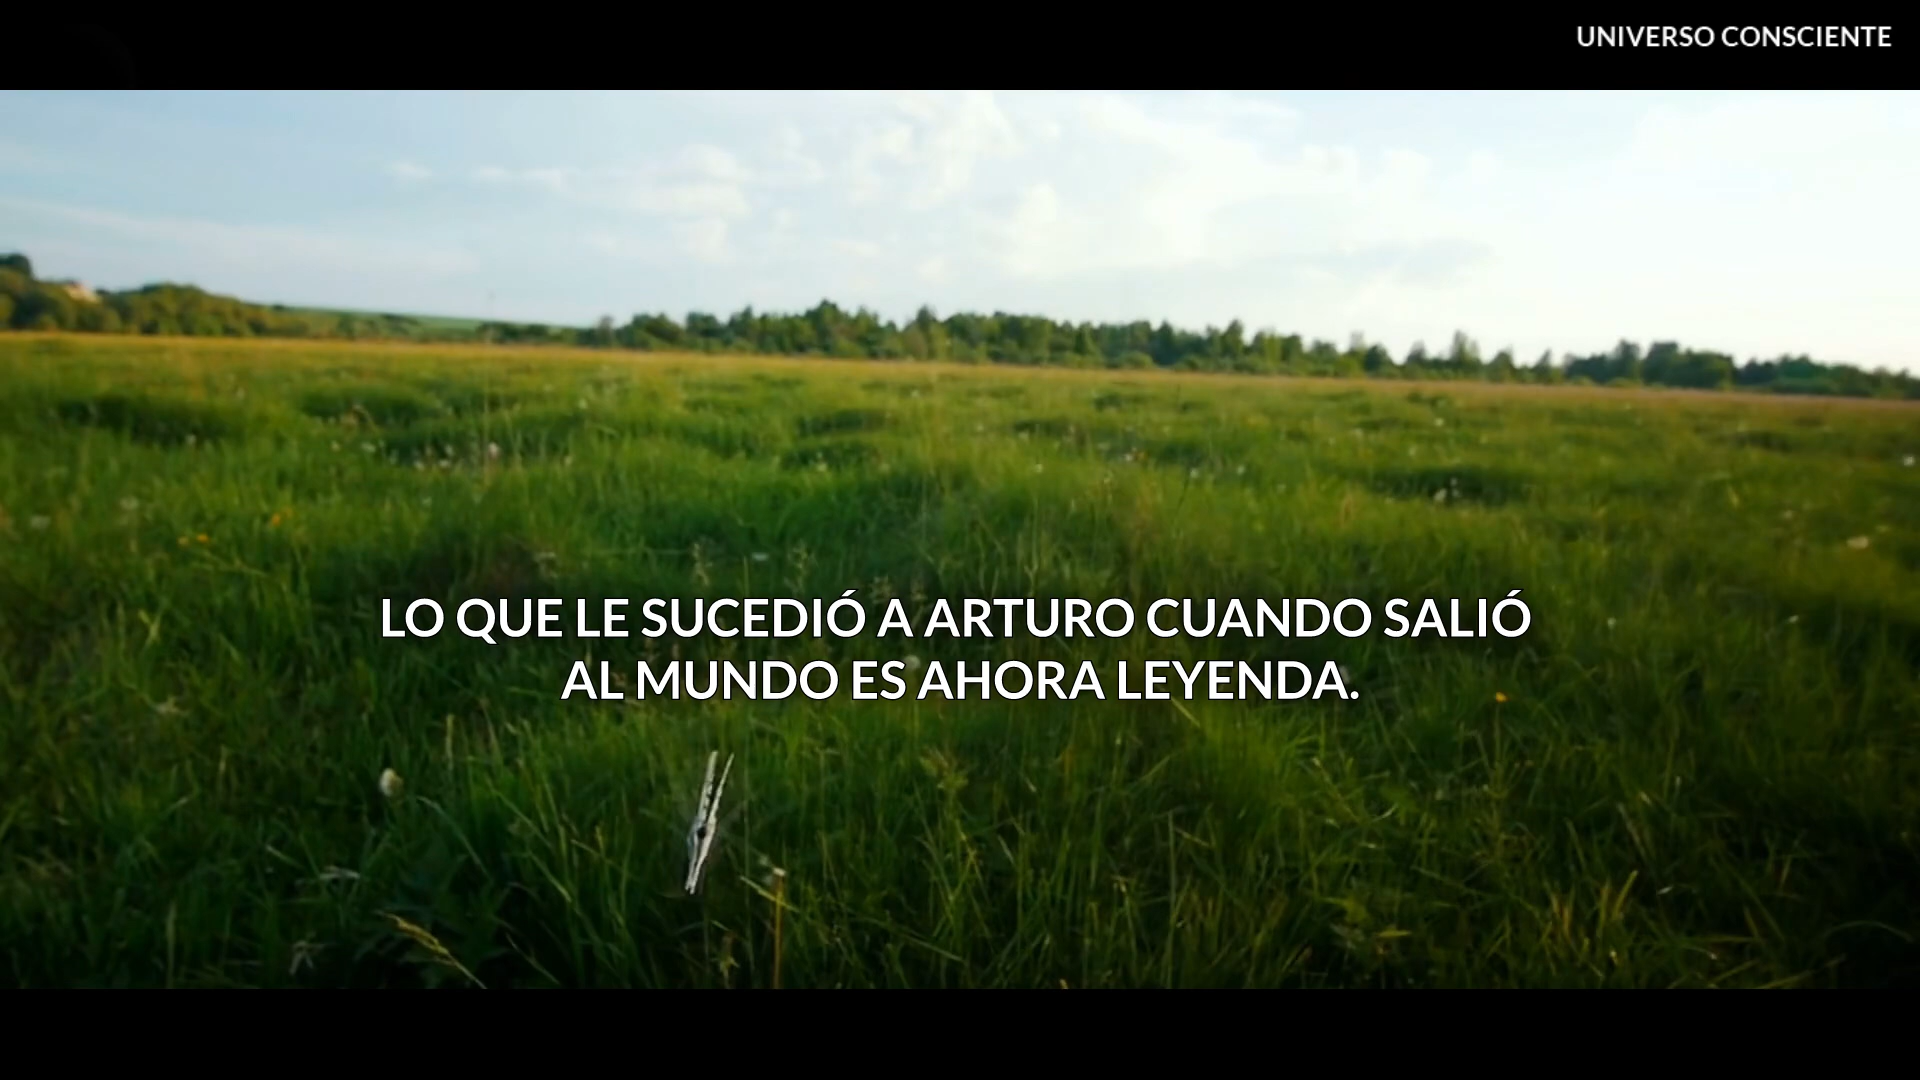 UNIVERSO CONSCIENTE
LO QUE LE SUCEDIÓ A ARTURO CUANDO SALIÓ
AL MUNDO ES AHORA LEYENDA.